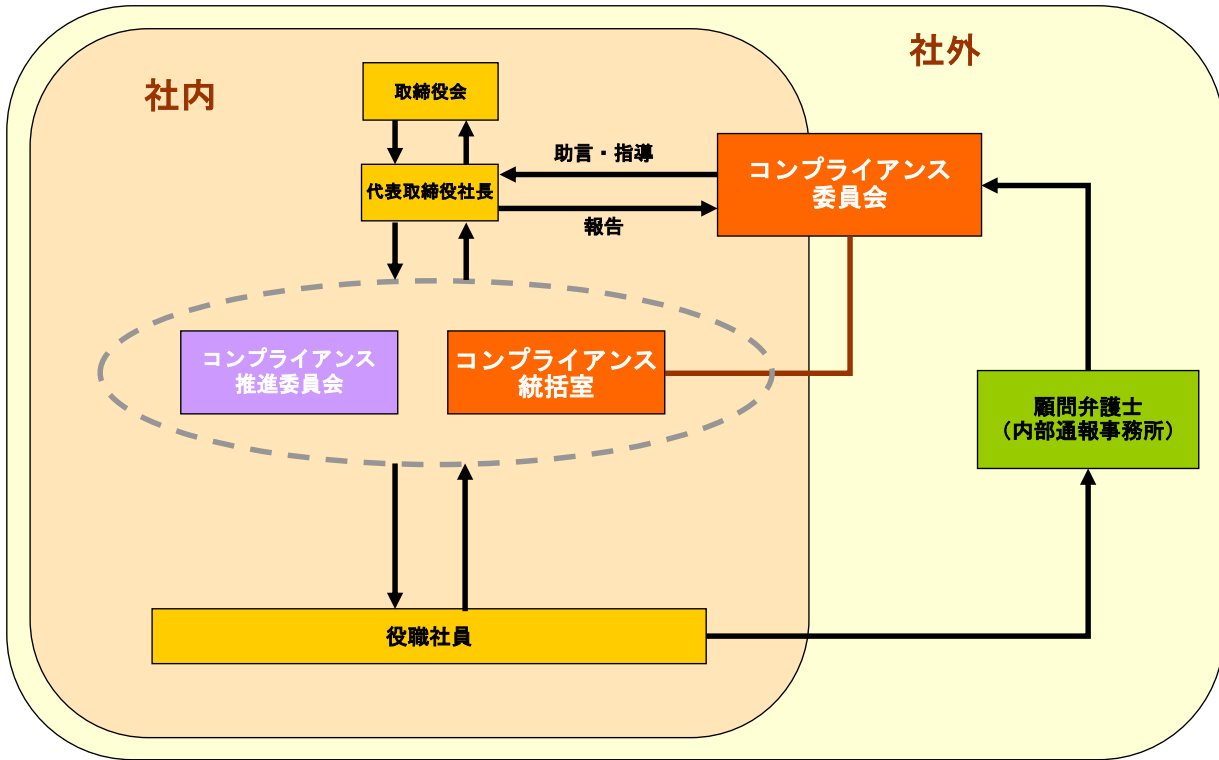 社外
社内
取締役会
助言・指導
コンプライアンス
委員会
代表取締役社長
報告
コンプライアンス
推進委員会
コンプライアンス
統括室
顧問弁護士
（内部通報事務所）
役職社員